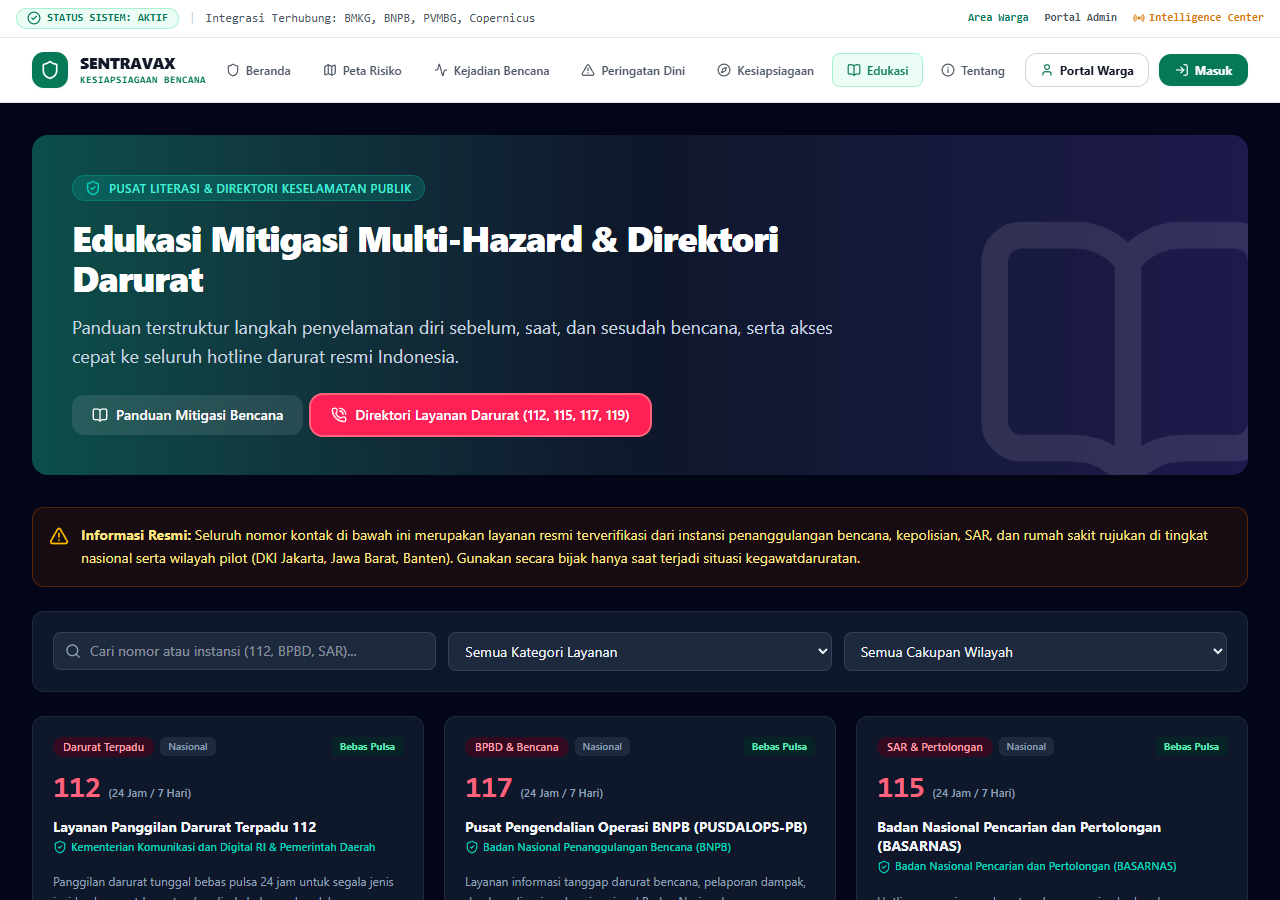 STATUS SISTEM: AKTIF | Integrasi Terhubung: BMKG, BNPB, PVMBG, Copernicus
Area Warga Portal Admin Intelligence Center
SENTRAVAX
KESIAPSIAGAAN BENCANA
Beranda Peta Risiko Kejadian Bencana Peringatan Dini Kesiapsiagaan Edukasi Tentang Portal Warga Masuk
PUSAT LITERASI & DIREKTORI KESELAMATAN PUBLIK
Edukasi Mitigasi Multi-Hazard & Direktori
Darurat
Panduan terstruktur langkah penyelamatan diri sebelum, saat, dan sesudah bencana, serta akses
cepat ke seluruh hotline darurat resmi Indonesia.
Panduan Mitigasi Bencana
Direktori Layanan Darurat (112, 115, 117, 119)
Informasi Resmi: Seluruh nomor kontak di bawah ini merupakan layanan resmi terverifikasi dari instansi penanggulangan bencana, kepolisian, SAR, dan rumah sakit rujukan di tingkat
nasional serta wilayah pilot (DKI Jakarta, Jawa Barat, Banten). Gunakan secara bijak hanya saat terjadi situasi kegawatdaruratan.
Cari nomor atau instansi (112, BPBD, SAR)...
Semua Kategori Layanan
Semua Cakupan Wilayah
Darurat Terpadu Nasional Bebas Pulsa
112 (24 Jam / 7 Hari)
Layanan Panggilan Darurat Terpadu 112
Kementerian Komunikasi dan Digital RI & Pemerintah Daerah
Panggilan darurat tunggal bebas pulsa 24 jam untuk segala jenis
BPBD & Bencana Nasional Bebas Pulsa
117 (24 Jam / 7 Hari)
Pusat Pengendalian Operasi BNPB (PUSDALOPS-PB)
Badan Nasional Penanggulangan Bencana (BNPB)
Layanan informasi tanggap darurat bencana, pelaporan dampak,
SAR & Pertolongan Nasional Bebas Pulsa
115 (24 Jam / 7 Hari)
Badan Nasional Pencarian dan Pertolongan
(BASARNAS)
Badan Nasional Pencarian dan Pertolongan (BASARNAS)